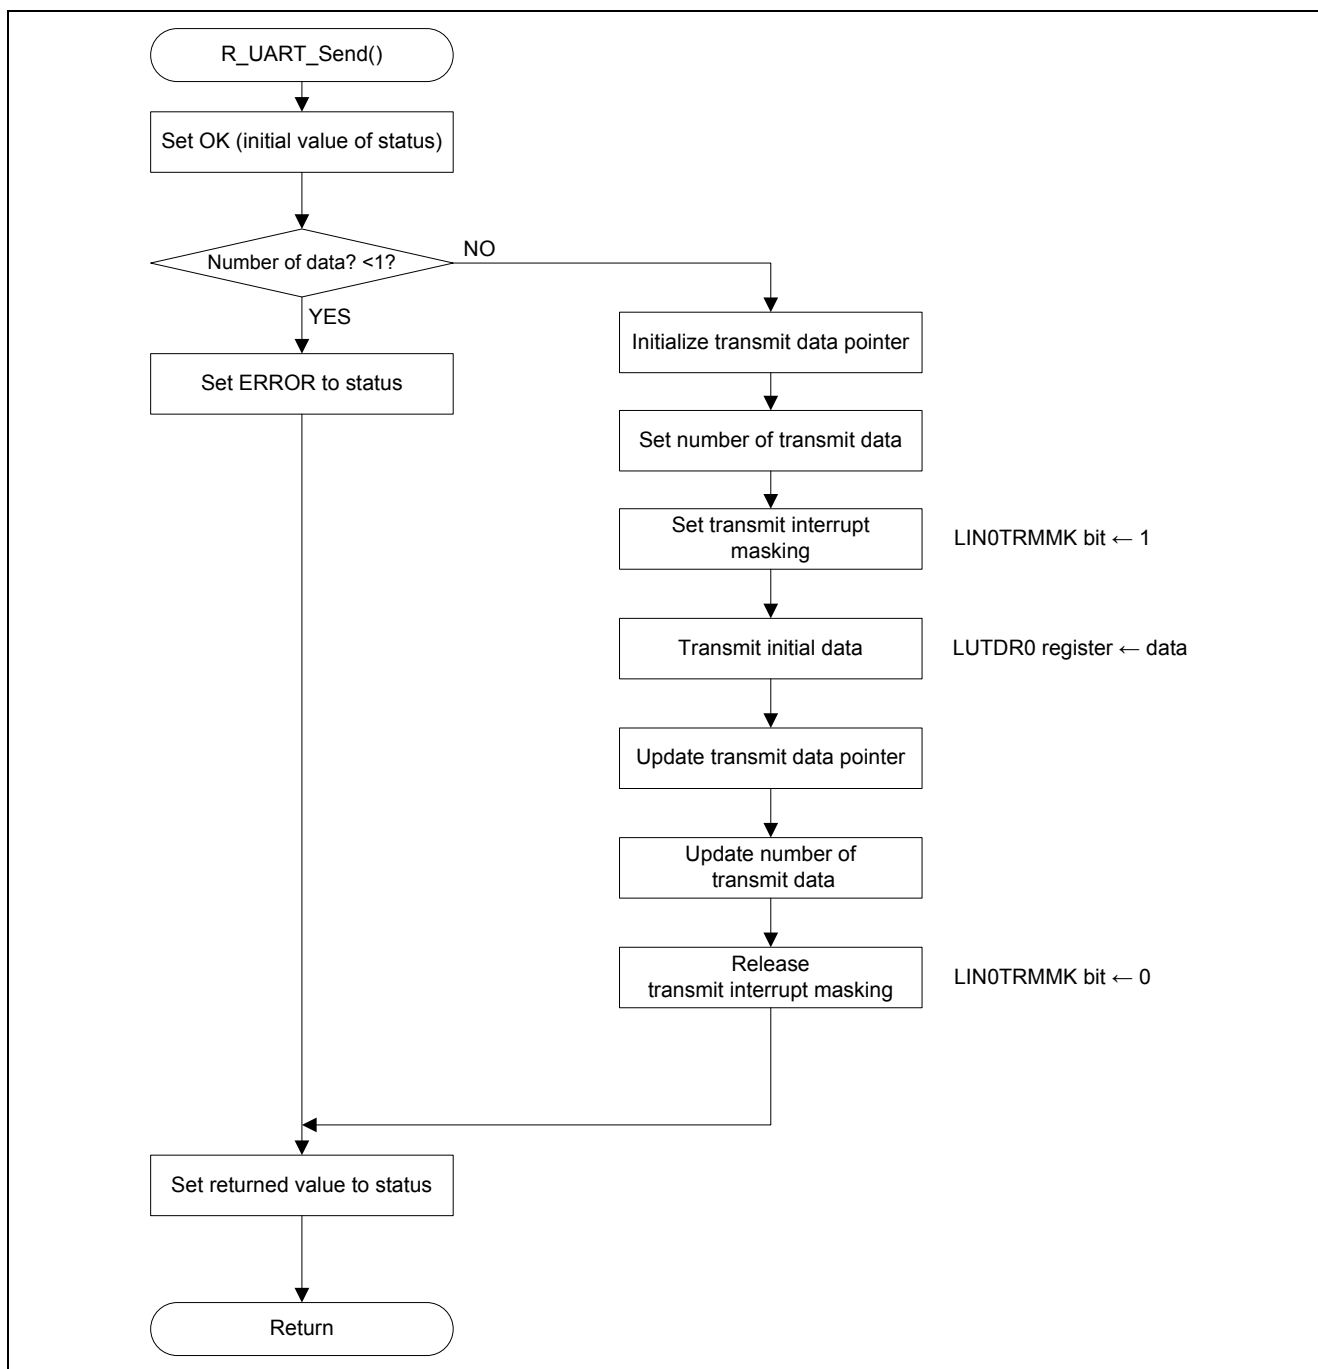 R_UART_Send()
Set OK (initial value of status)
Number of data? <1?
NO
YES
Set ERROR to status
Initialize transmit data pointer
Set number of transmit data
Set transmit interrupt
masking
LIN0TRMMK bit ← 1
Transmit initial data
LUTDR0 register ← data
Update transmit data pointer
Update number of
transmit data
Release
transmit interrupt masking
LIN0TRMMK bit ← 0
Set returned value to status
Return